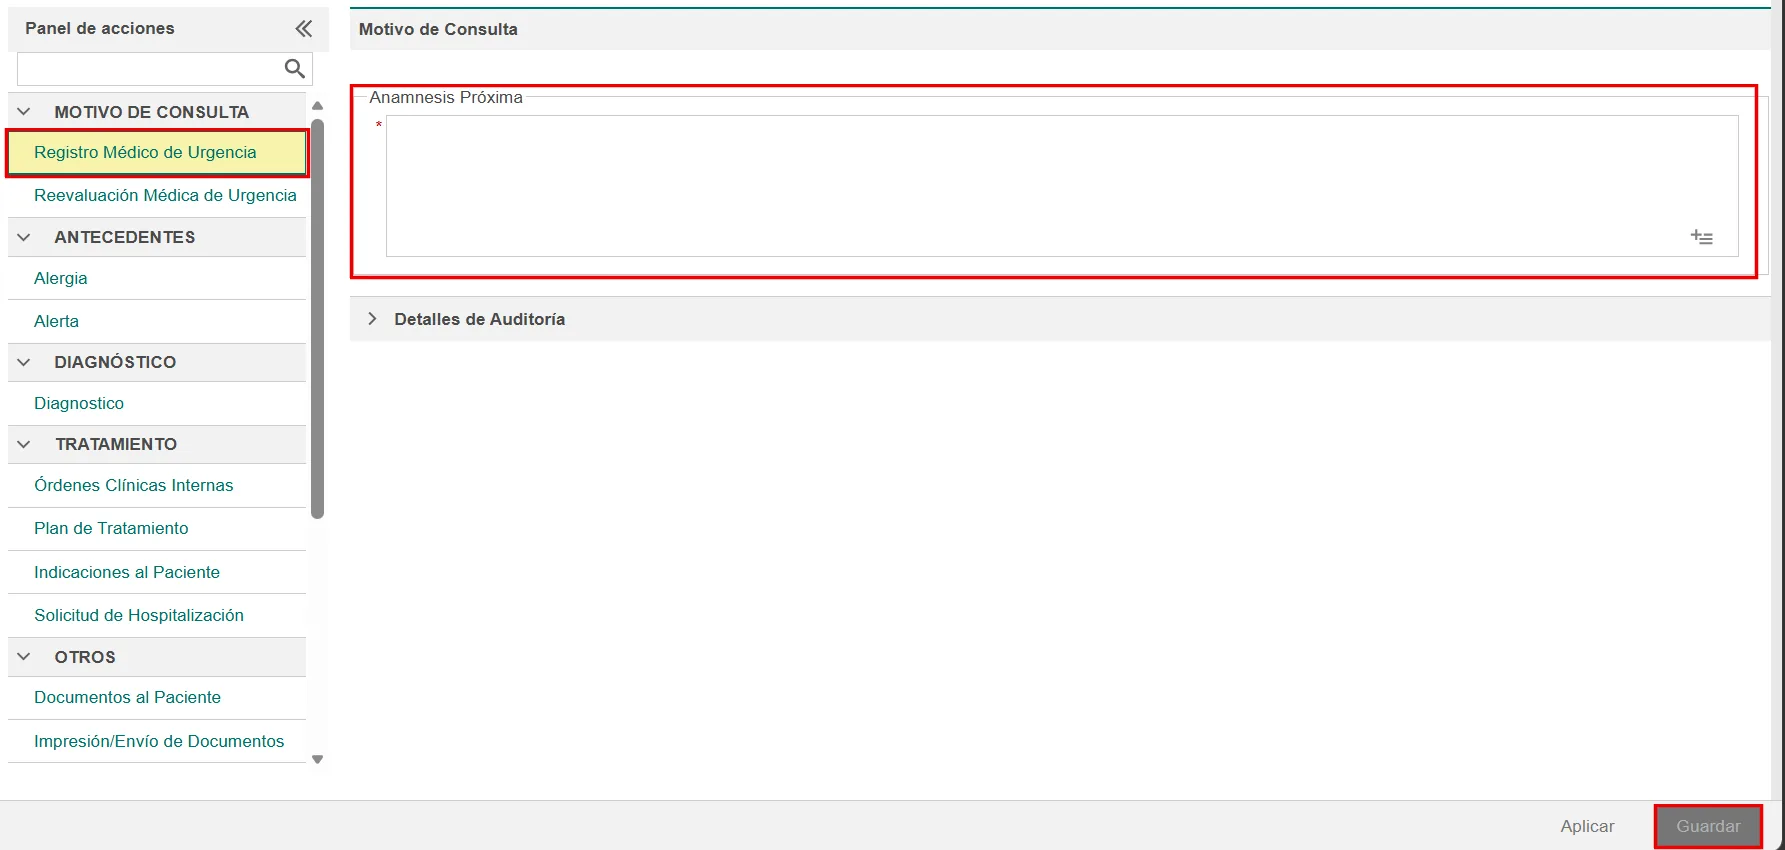 Panel de acciones
MOTIVO DE CONSULTA
Registro Médico de Urgencia
Reevaluación Médica de Urgencia
ANTECEDENTES
Alergia
Alerta
DIAGNÓSTICO
Diagnostico
TRATAMIENTO
Órdenes Clínicas Internas
Plan de Tratamiento
Indicaciones al Paciente
Solicitud de Hospitalización
OTROS
Documentos al Paciente
Impresión/Envío de Documentos
Motivo de Consulta
Anamnesis Próxima
*
Detalles de Auditoría
Aplicar
Guardar